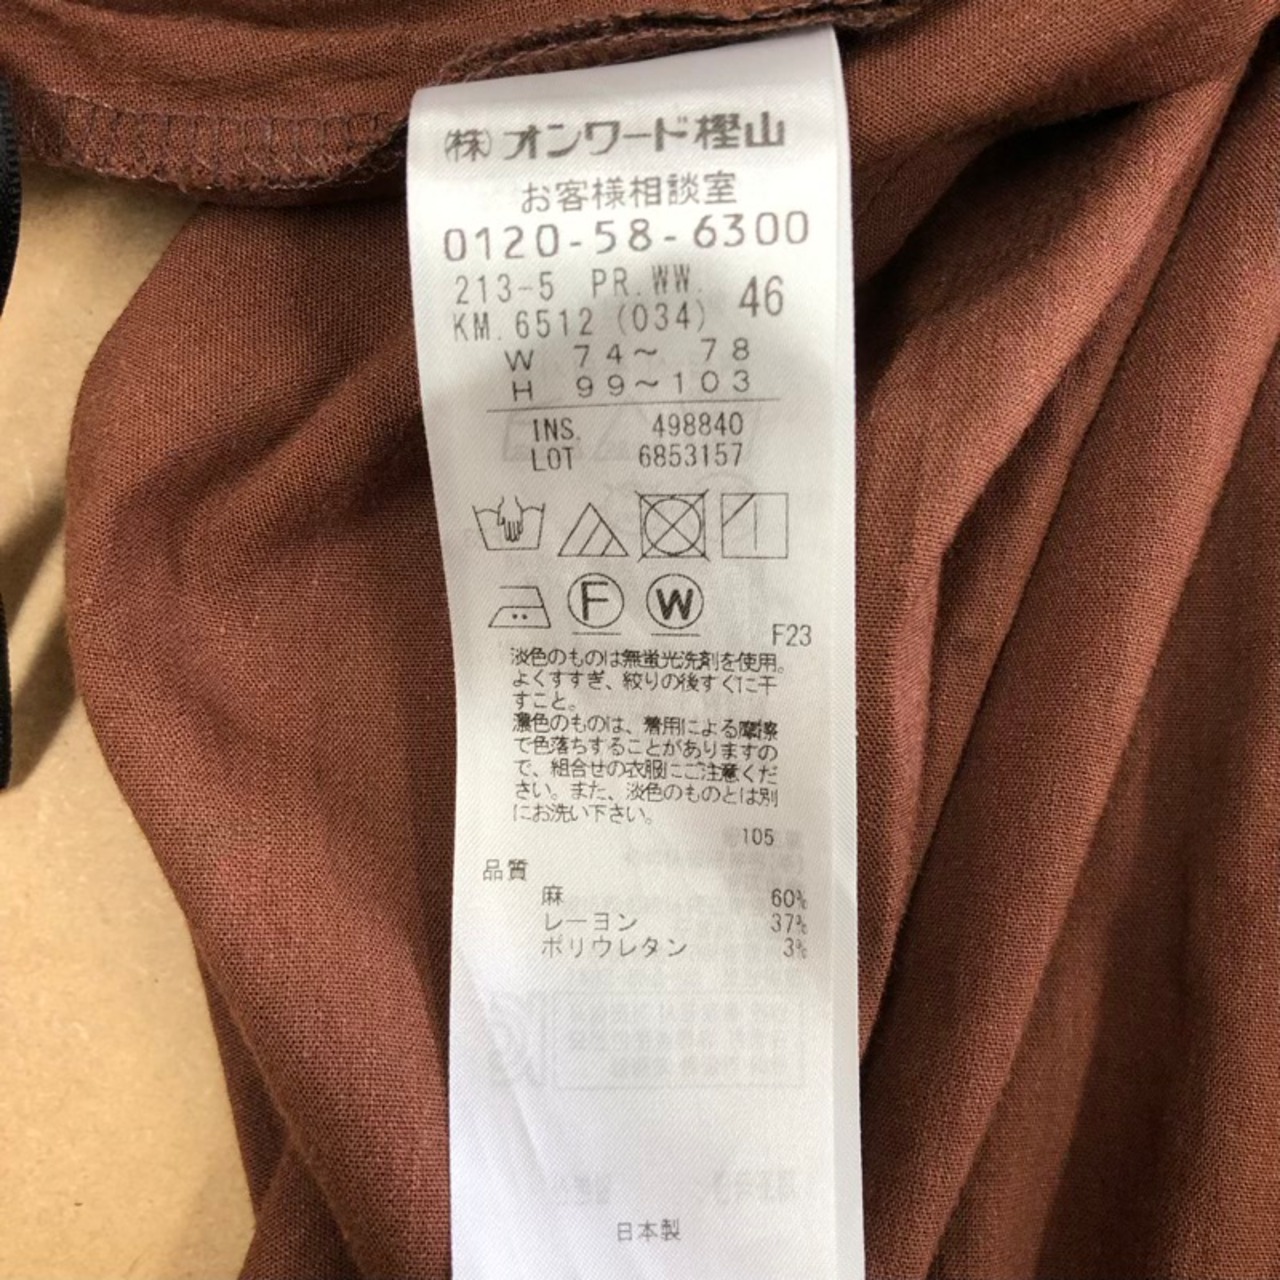 (株)オンワード樫山
お客様相談室
0120-58-6300
213-5 PR.WW. 46
KM.6512 (034)
W 74～ 78
H 99～103
INS. 498840
LOT 6853157
F W
F23
淡色のものは無蛍光洗剤を使用。
よくすすぎ、絞りの後すぐに干
すこと。
濃色のものは、着用による摩擦
で色落ちすることがありますの
で、組合せの衣服にご注意くだ
さい。また、淡色のものとは別
にお洗い下さい。
105
品質
麻 60%
レーヨン 37%
ポリウレタン 3%
日本製